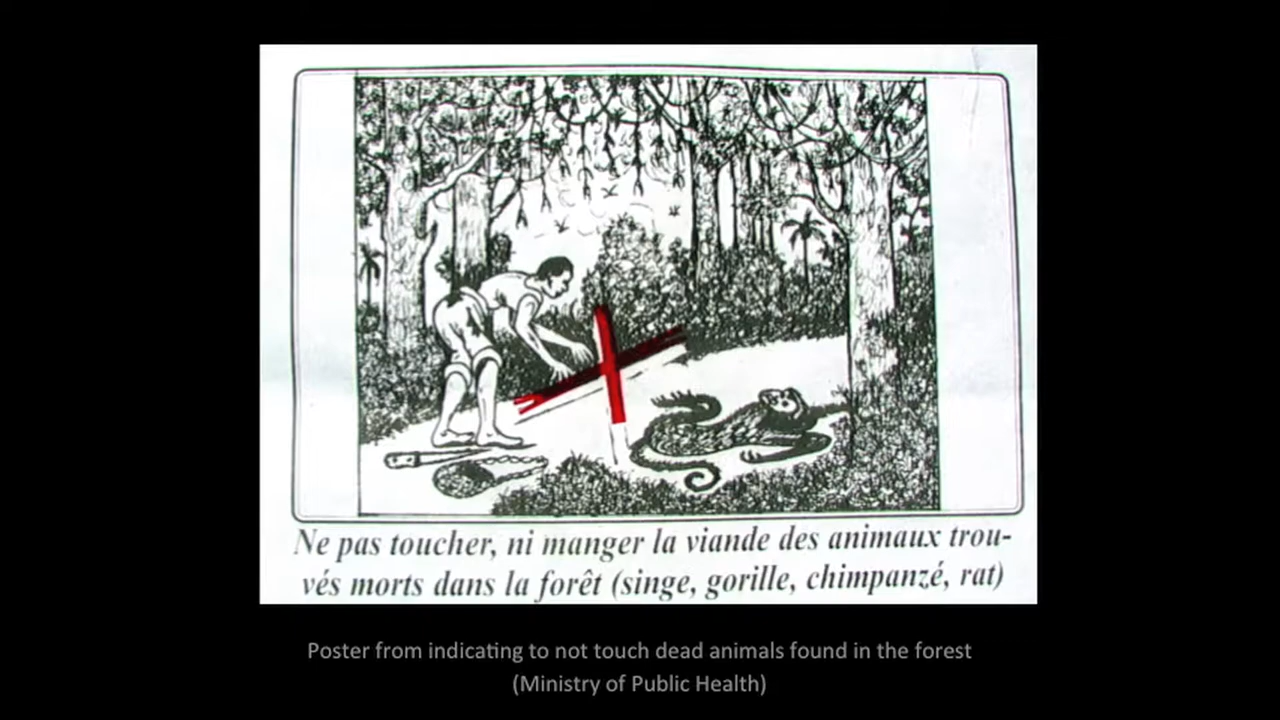 Ne pas toucher, ni manger la viande des animaux trou-
vés morts dans la forêt (singe, gorille, chimpanzé, rat)
Poster from indicating to not touch dead animals found in the forest
(Ministry of Public Health)